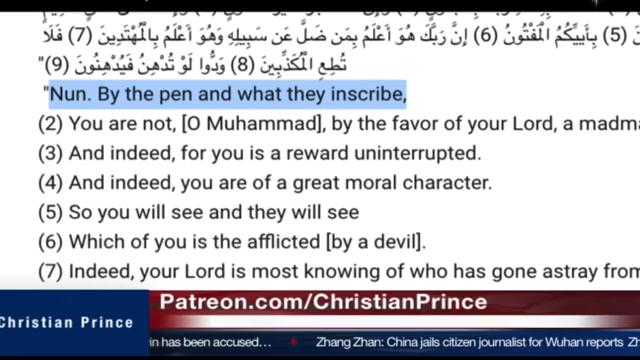 (5) بِأَييِّكُمُ الْمَفْتُونُ (6) إِنَّ رَبَّكَ هُوَ أَعْلَمُ بِمَن ضَلَّ عَن سَبِيلِهِ وَهُوَ أَعْلَمُ بِالْمُهْتَدِينَ (7) فَلَا
تُطِعِ الْمُكَذِّبِينَ (8) وَدُّوا لَوْ تُدْهِنُ فَيُدْهِنُونَ (9)"
"Nun. By the pen and what they inscribe,
(2) You are not, [O Muhammad], by the favor of your Lord, a madma
(3) And indeed, for you is a reward uninterrupted.
(4) And indeed, you are of a great moral character.
(5) So you will see and they will see
(6) Which of you is the afflicted [by a devil].
(7) Indeed, your Lord is most knowing of who has gone astray from
Patreon.com/ChristianPrince
Christian Prince
in has been accused... Zhang Zhan: China jails citizen journalist for Wuhan reports